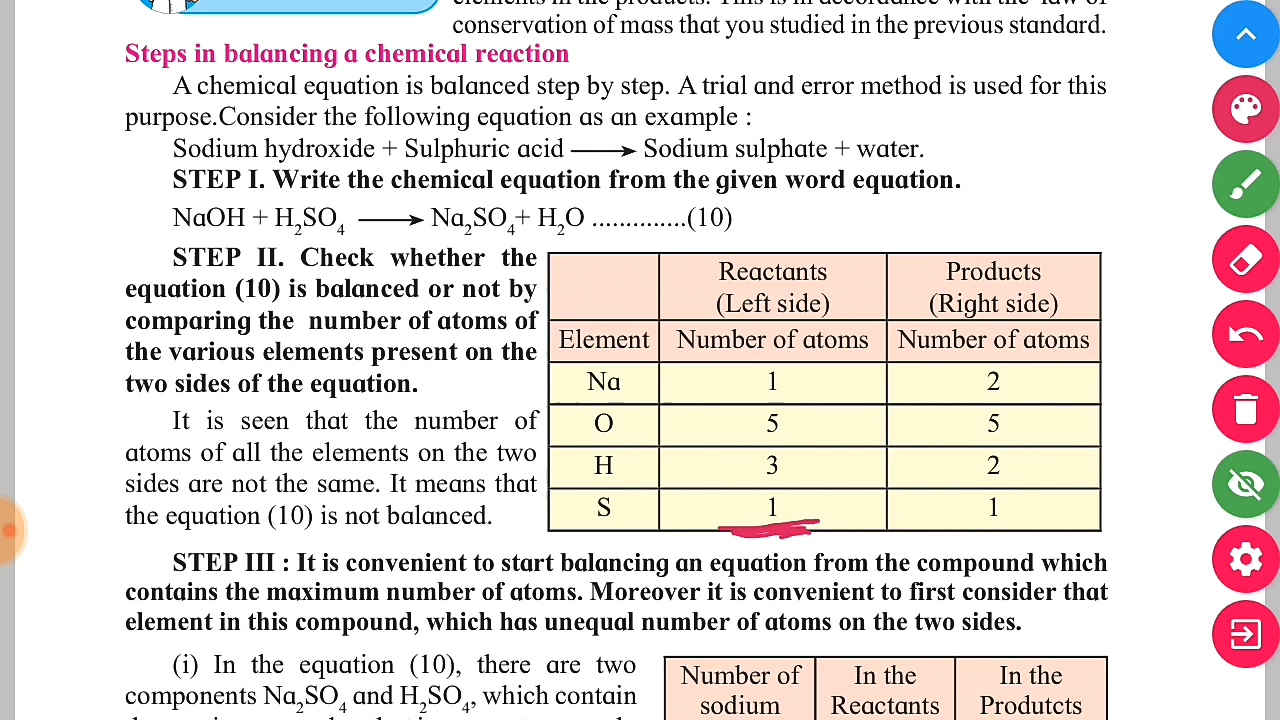 conservation of mass that you studied in the previous standard.
Steps in balancing a chemical reaction
A chemical equation is balanced step by step. A trial and error method is used for this
purpose.Consider the following equation as an example :
Sodium hydroxide + Sulphuric acid ⟶ Sodium sulphate + water.
STEP I. Write the chemical equation from the given word equation.
NaOH + H₂SO₄ ⟶ Na₂SO₄+ H₂O ..............(10)
STEP II. Check whether the
equation (10) is balanced or not by
comparing the number of atoms of
the various elements present on the
two sides of the equation.
It is seen that the number of
atoms of all the elements on the two
sides are not the same. It means that
the equation (10) is not balanced.
Reactants Products
(Left side) (Right side)
Element Number of atoms Number of atoms
Na 1 2
O 5 5
H 3 2
S 1 1
STEP III : It is convenient to start balancing an equation from the compound which
contains the maximum number of atoms. Moreover it is convenient to first consider that
element in this compound, which has unequal number of atoms on the two sides.
(i) In the equation (10), there are two
components Na₂SO₄ and H₂SO₄, which contain
Number of In the In the
sodium Reactants Produtcts